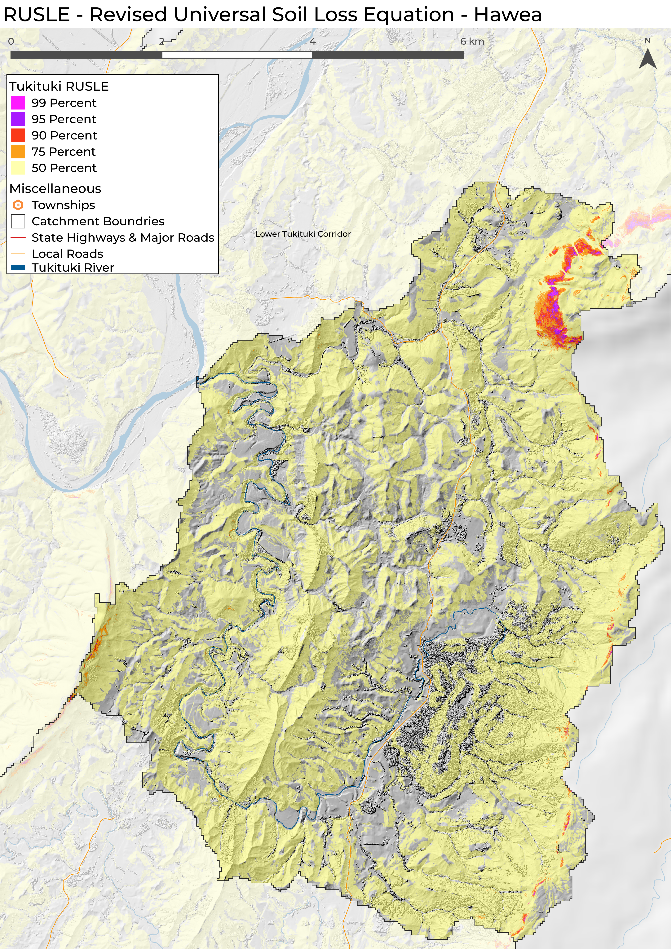 RUSLE - Revised Universal Soil Loss Equation - Hawea
0 2 4 6 km
N
Tukituki RUSLE
99 Percent
95 Percent
90 Percent
75 Percent
50 Percent
Miscellaneous
Townships
Catchment Boundries
State Highways & Major Roads
Local Roads
Tukituki River
Lower Tukituki Corridor